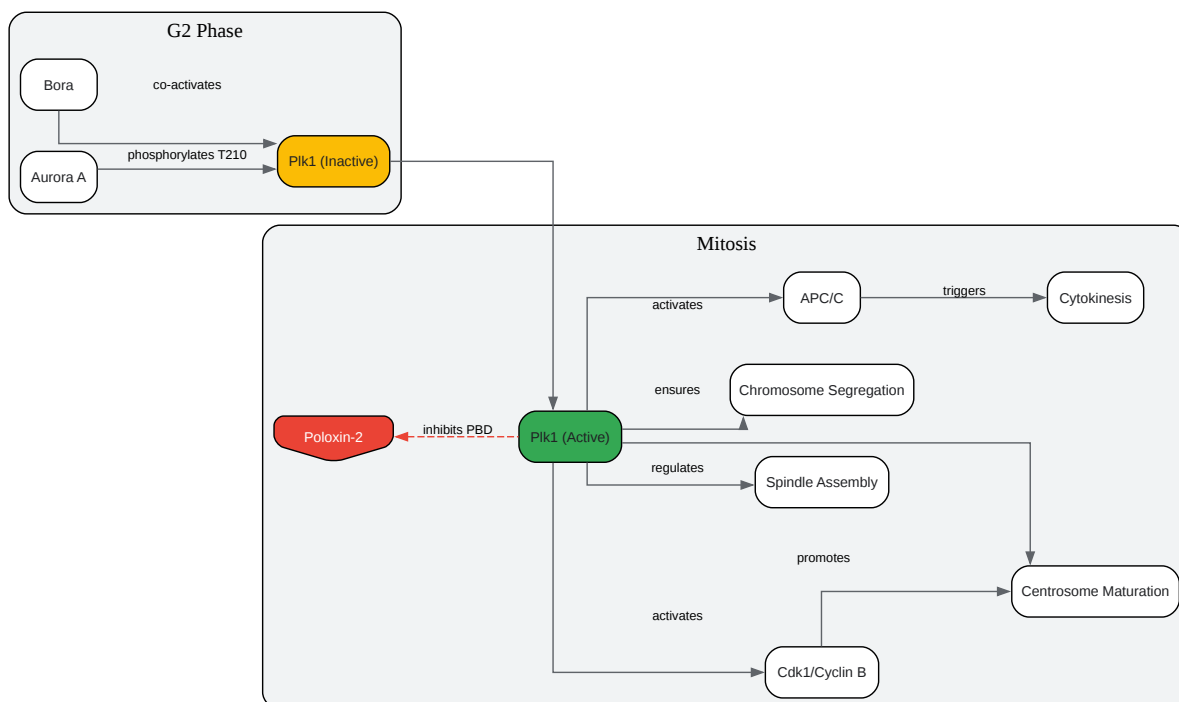 G2 Phase
Bora
co-activates
phosphorylates T210
Aurora A
Plk1 (Inactive)
Mitosis
activates
APC/C
triggers
Cytokinesis
ensures
Chromosome Segregation
Poloxin-2
inhibits PBD
Plk1 (Active)
regulates
Spindle Assembly
promotes
Centrosome Maturation
activates
Cdk1/Cyclin B